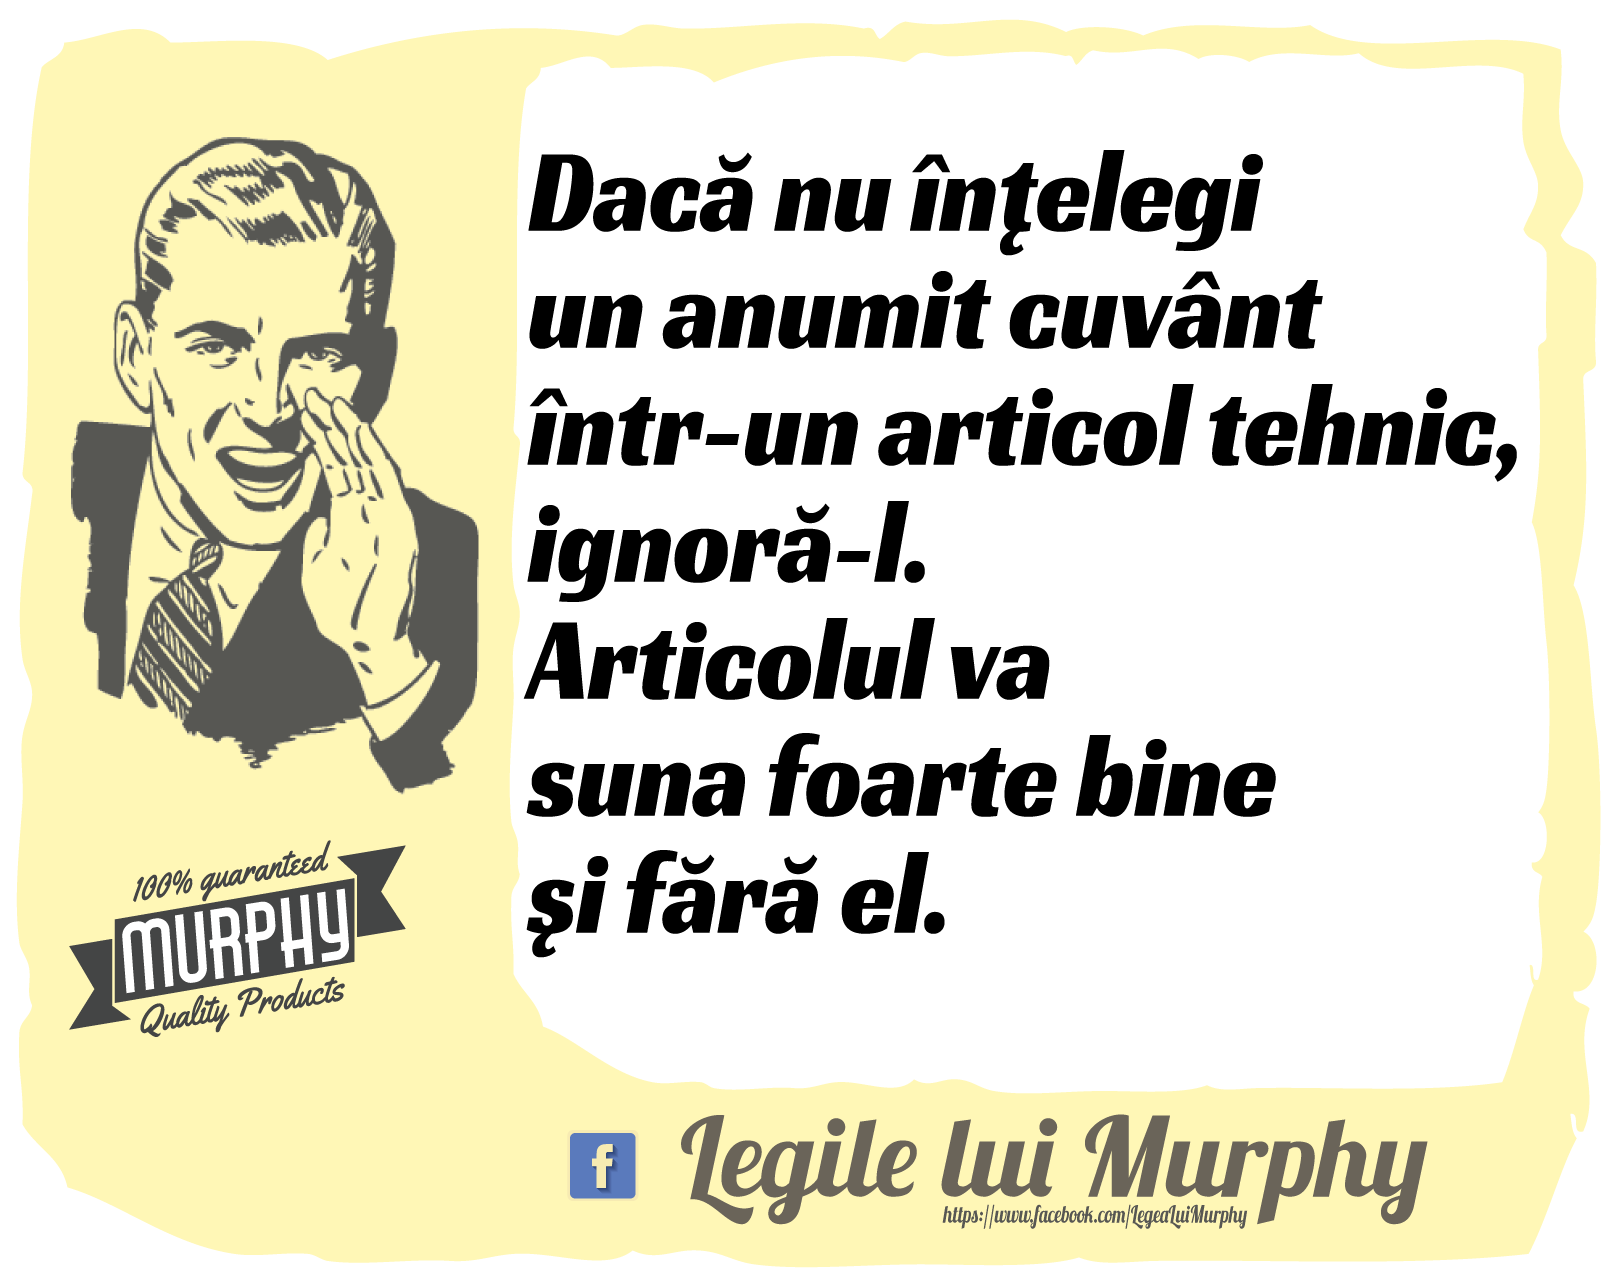 Dacă nu înţelegi
un anumit cuvânt
într-un articol tehnic,
ignoră-l.
Articolul va
suna foarte bine
şi fără el.
100% guaranteed
MURPHY
Quality Products
f
Legile lui Murphy
https://www.facebook.com/LegeaLuiMurphy